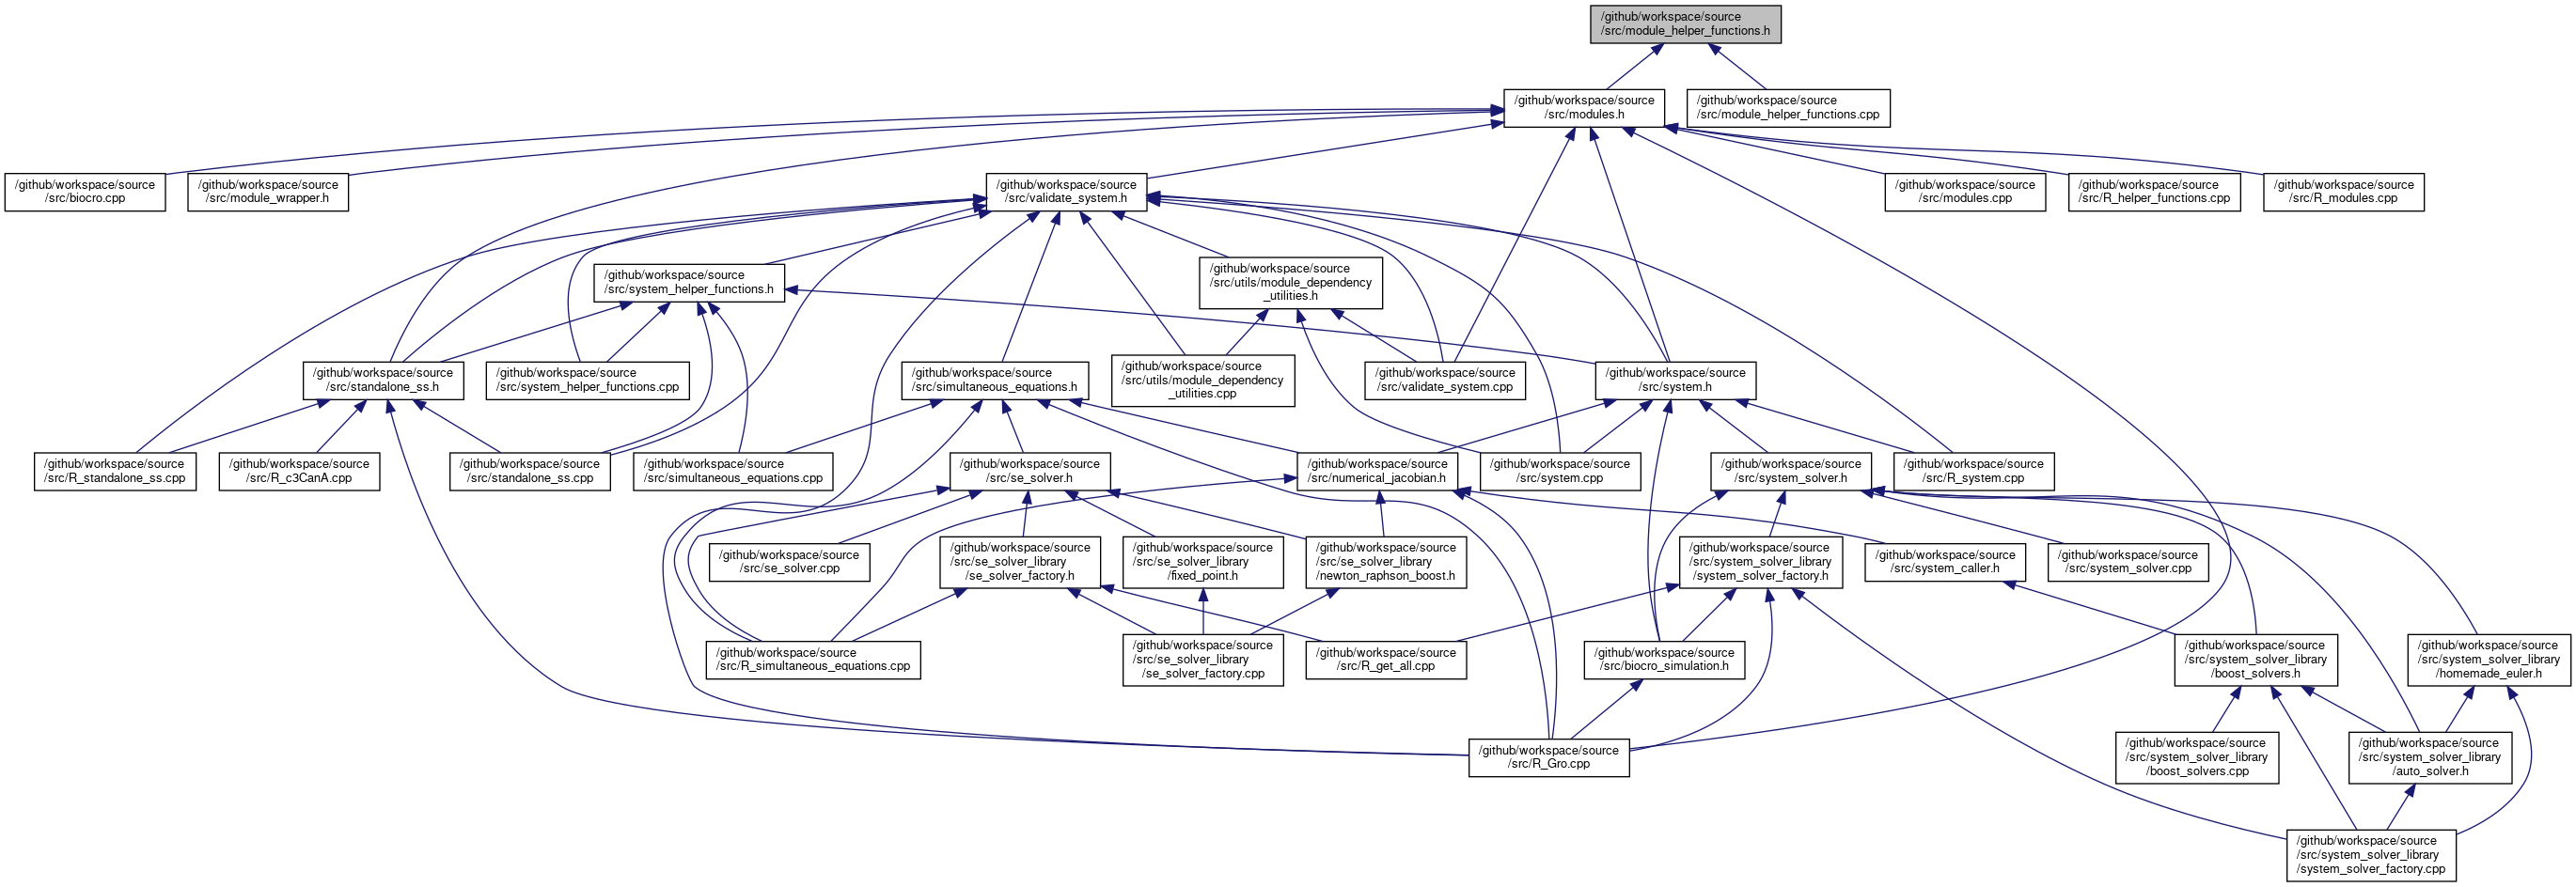 /github/workspace/source
/src/module_helper_functions.h
/github/workspace/source
/src/modules.h
/github/workspace/source
/src/module_helper_functions.cpp
/github/workspace/source
/src/biocro.cpp
/github/workspace/source
/src/module_wrapper.h
/github/workspace/source
/src/validate_system.h
/github/workspace/source
/src/modules.cpp
/github/workspace/source
/src/R_helper_functions.cpp
/github/workspace/source
/src/R_modules.cpp
/github/workspace/source
/src/system_helper_functions.h
/github/workspace/source
/src/utils/module_dependency
_utilities.h
/github/workspace/source
/src/standalone_ss.h
/github/workspace/source
/src/system_helper_functions.cpp
/github/workspace/source
/src/simultaneous_equations.h
/github/workspace/source
/src/utils/module_dependency
_utilities.cpp
/github/workspace/source
/src/validate_system.cpp
/github/workspace/source
/src/system.h
/github/workspace/source
/src/R_standalone_ss.cpp
/github/workspace/source
/src/R_c3CanA.cpp
/github/workspace/source
/src/standalone_ss.cpp
/github/workspace/source
/src/simultaneous_equations.cpp
/github/workspace/source
/src/se_solver.h
/github/workspace/source
/src/numerical_jacobian.h
/github/workspace/source
/src/system.cpp
/github/workspace/source
/src/system_solver.h
/github/workspace/source
/src/R_system.cpp
/github/workspace/source
/src/se_solver.cpp
/github/workspace/source
/src/se_solver_library
/se_solver_factory.h
/github/workspace/source
/src/se_solver_library
/fixed_point.h
/github/workspace/source
/src/se_solver_library
/newton_raphson_boost.h
/github/workspace/source
/src/system_solver_library
/system_solver_factory.h
/github/workspace/source
/src/system_caller.h
/github/workspace/source
/src/system_solver.cpp
/github/workspace/source
/src/R_simultaneous_equations.cpp
/github/workspace/source
/src/se_solver_library
/se_solver_factory.cpp
/github/workspace/source
/src/R_get_all.cpp
/github/workspace/source
/src/biocro_simulation.h
/github/workspace/source
/src/system_solver_library
/boost_solvers.h
/github/workspace/source
/src/system_solver_library
/homemade_euler.h
/github/workspace/source
/src/R_Gro.cpp
/github/workspace/source
/src/system_solver_library
/boost_solvers.cpp
/github/workspace/source
/src/system_solver_library
/auto_solver.h
/github/workspace/source
/src/system_solver_library
/system_solver_factory.cpp